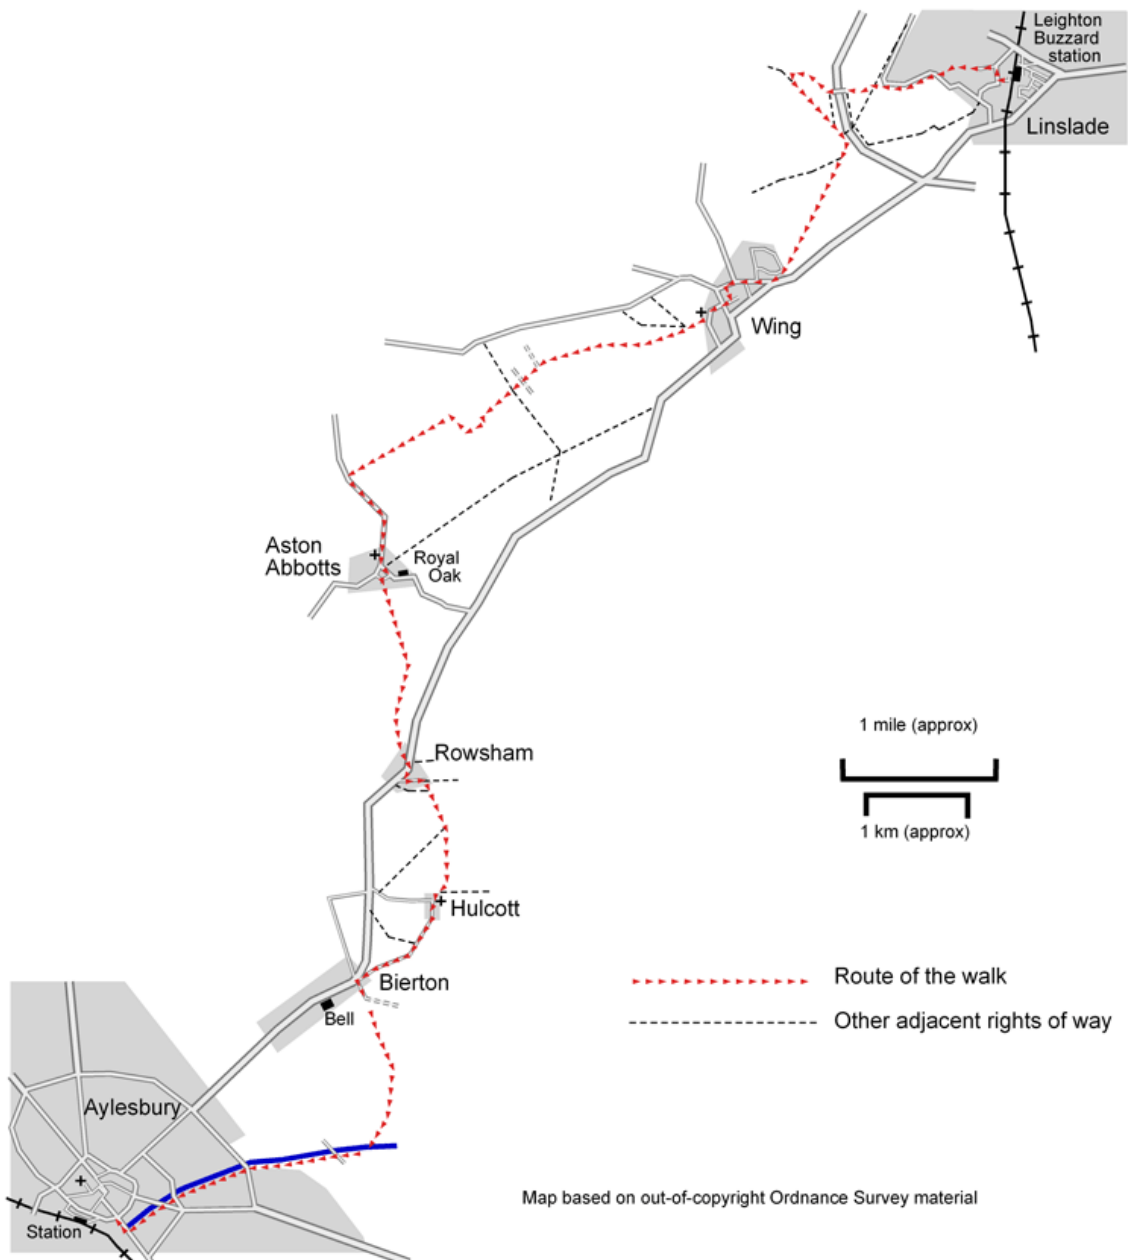 Leighton
Buzzard
station
Linslade
Wing
Aston
Abbotts
Royal
Oak
1 mile (approx)
Rowsham
1 km (approx)
Hulcott
Route of the walk
Bierton
Bell
Other adjacent rights of way
Aylesbury
Map based on out-of-copyright Ordnance Survey material
Station